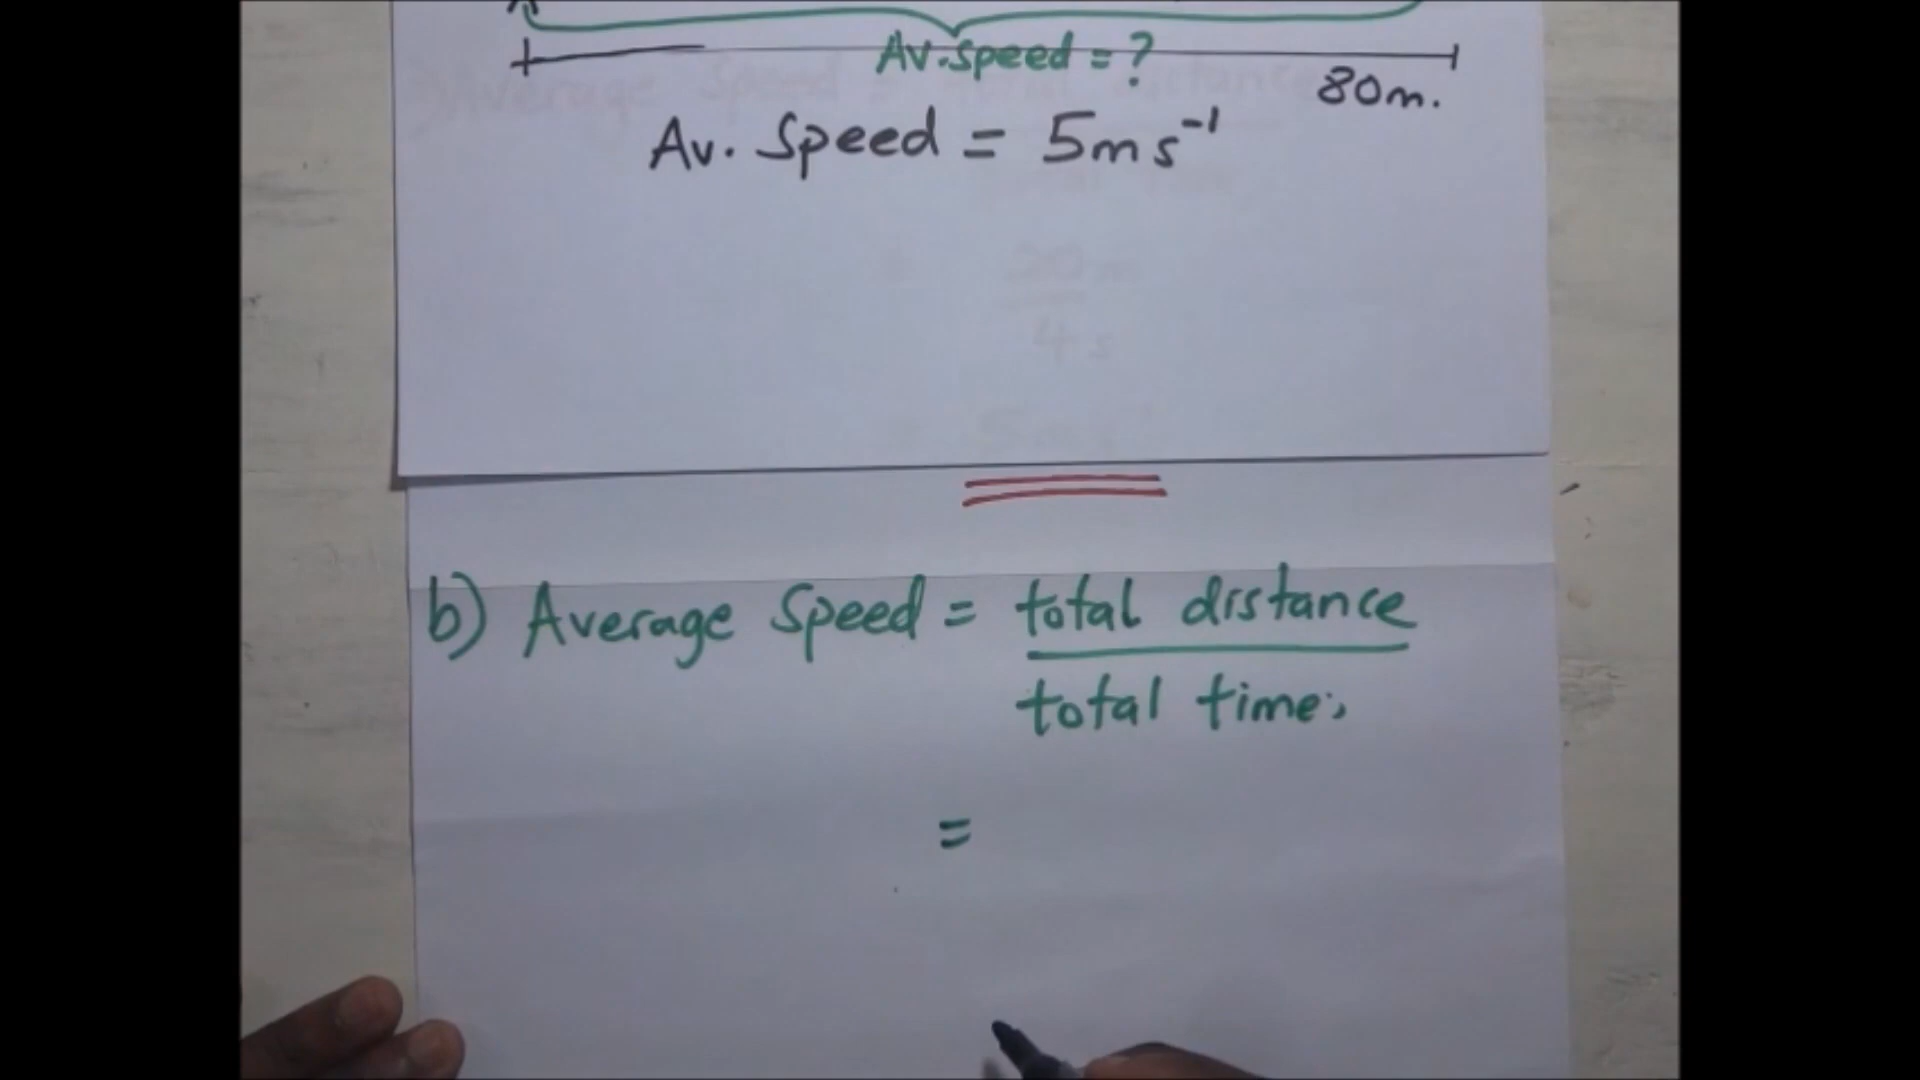 Av. speed = ?
80m.
Av. Speed = 5ms⁻¹
b) Average Speed = total distance
total time.
=